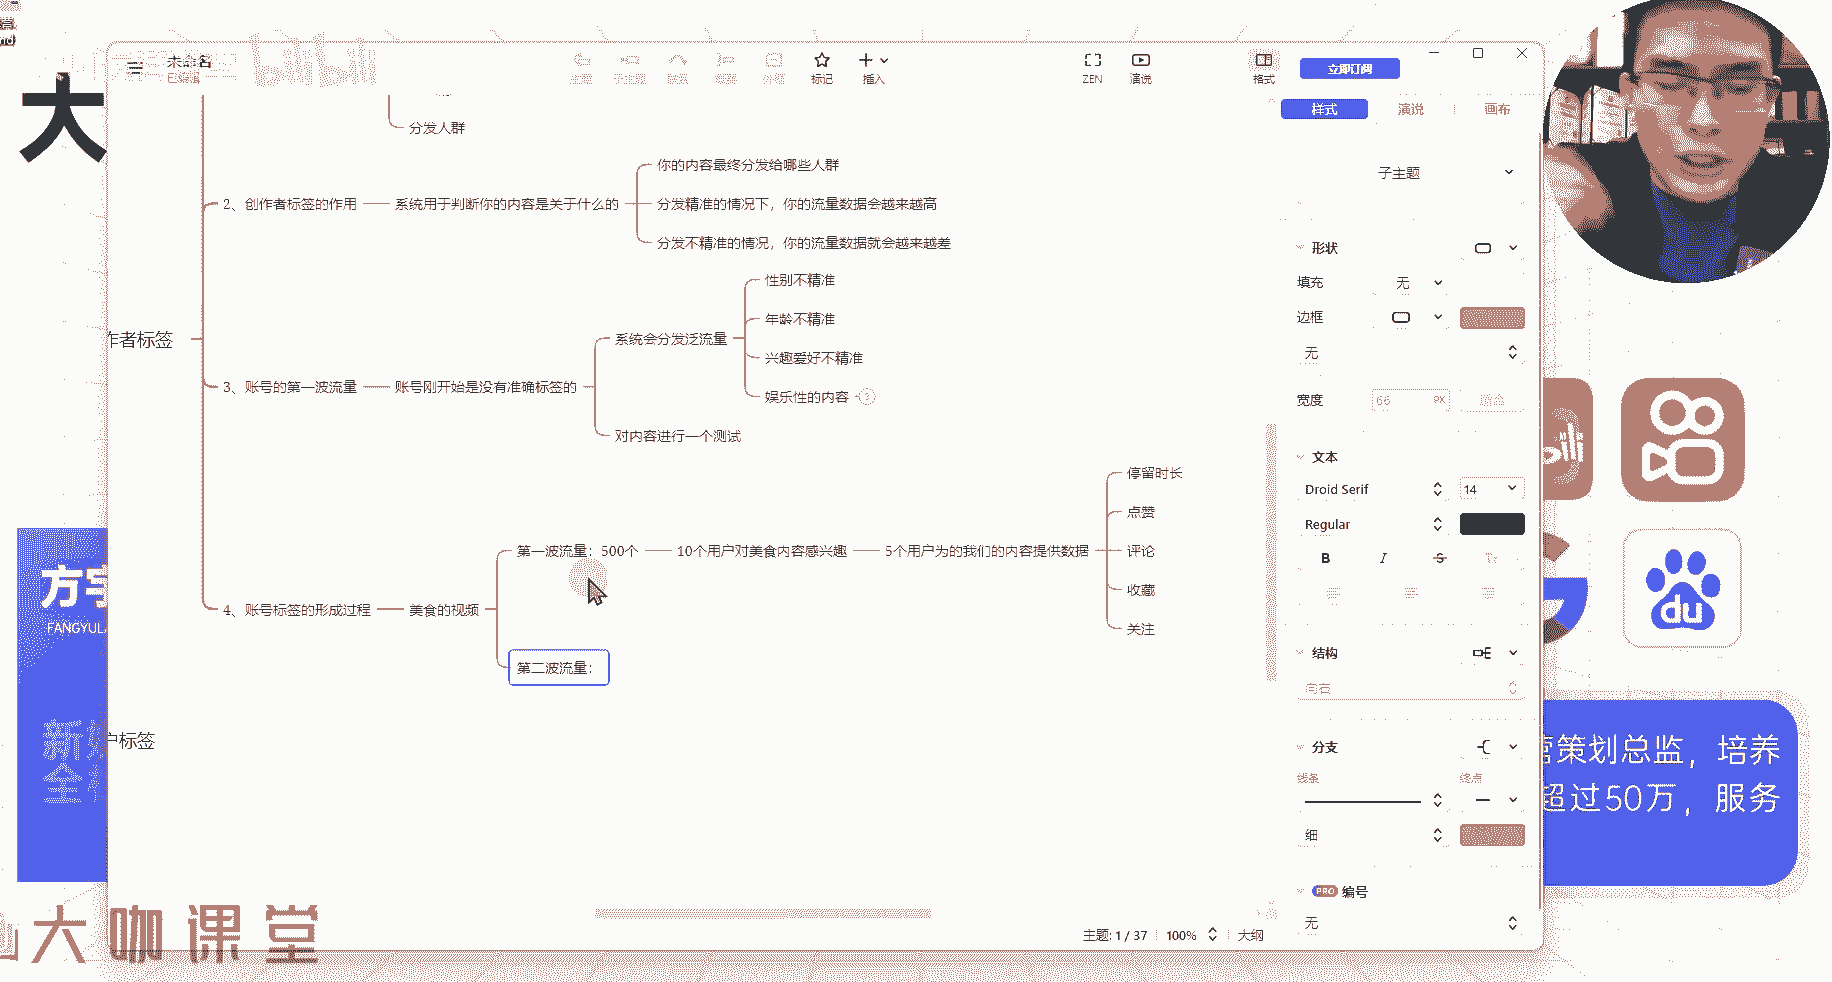 大
未命名
已编辑
主题
子主题
标记
插入
ZEN
演说
格式
立即订阅
样式
演说
画布
分发人群
2、创作者标签的作用
系统用于判断你的内容是关于什么的
你的内容最终分发给哪些人群
分发精准的情况下，你的流量数据会越来越高
分发不精准的情况，你的流量数据就会越来越差
作者标签
3、账号的第一波流量
账号刚开始是没有准确标签的
系统会分发泛流量
性别不精准
年龄不精准
兴趣爱好不精准
娱乐性的内容
3
对内容进行一个测试
4、账号标签的形成过程
美食的视频
第一波流量：500个
10个用户对美食内容感兴趣
5个用户为的我们的内容提供数据
停留时长
点赞
评论
收藏
关注
第二波流量：
户标签
子主题
形状
填充
无
边框
无
宽度
66
PX
文本
Droid Serif
14
Regular
B
I
S
结构
向右
分支
线条
终点
细
PRO 编号
无
主题: 1 / 37
100%
大纲
bilibili
方宇
FANGYULA
新媒
全
大咖课堂
bili
du
营策划总监，培养
超过50万，服务